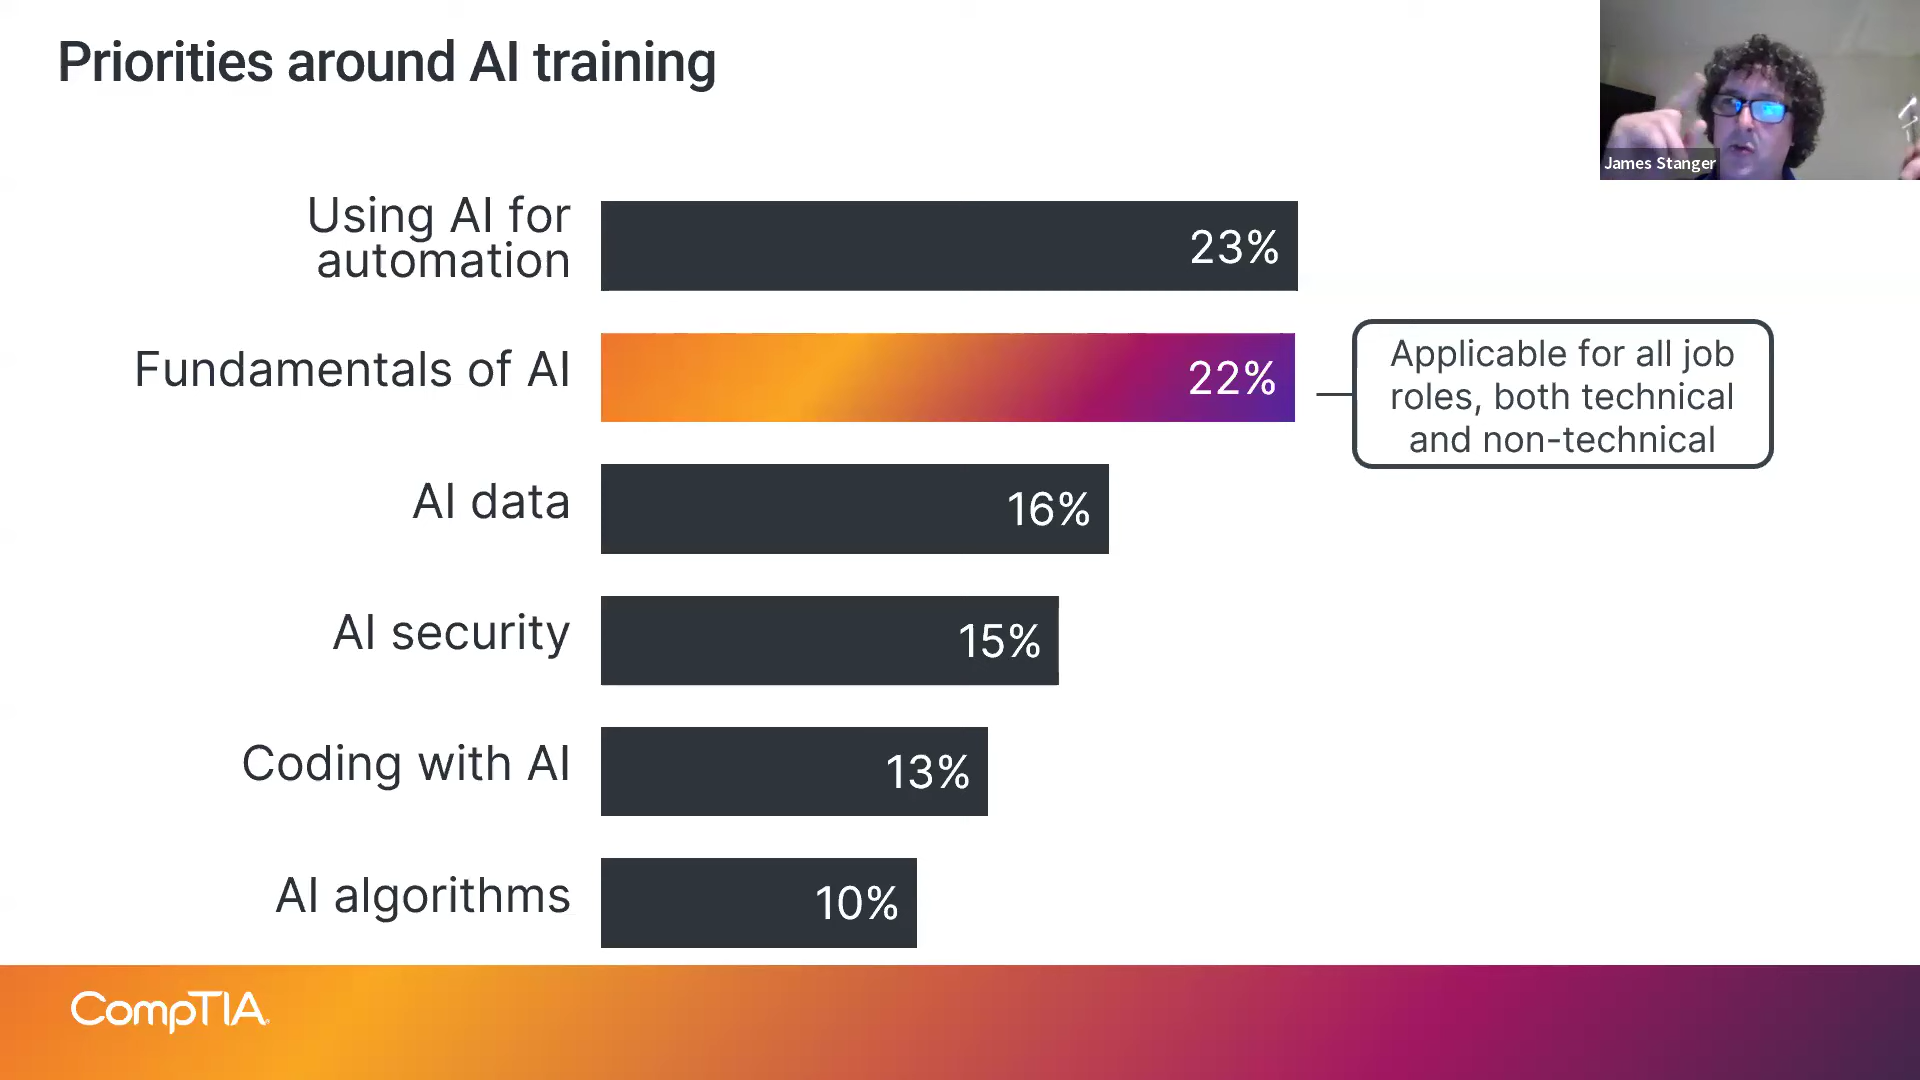 Priorities around AI training
James Stanger
Using AI for
automation
23%
Fundamentals of AI
22%
Applicable for all job
roles, both technical
and non-technical
AI data
16%
AI security
15%
Coding with AI
13%
AI algorithms
10%
CompTIA